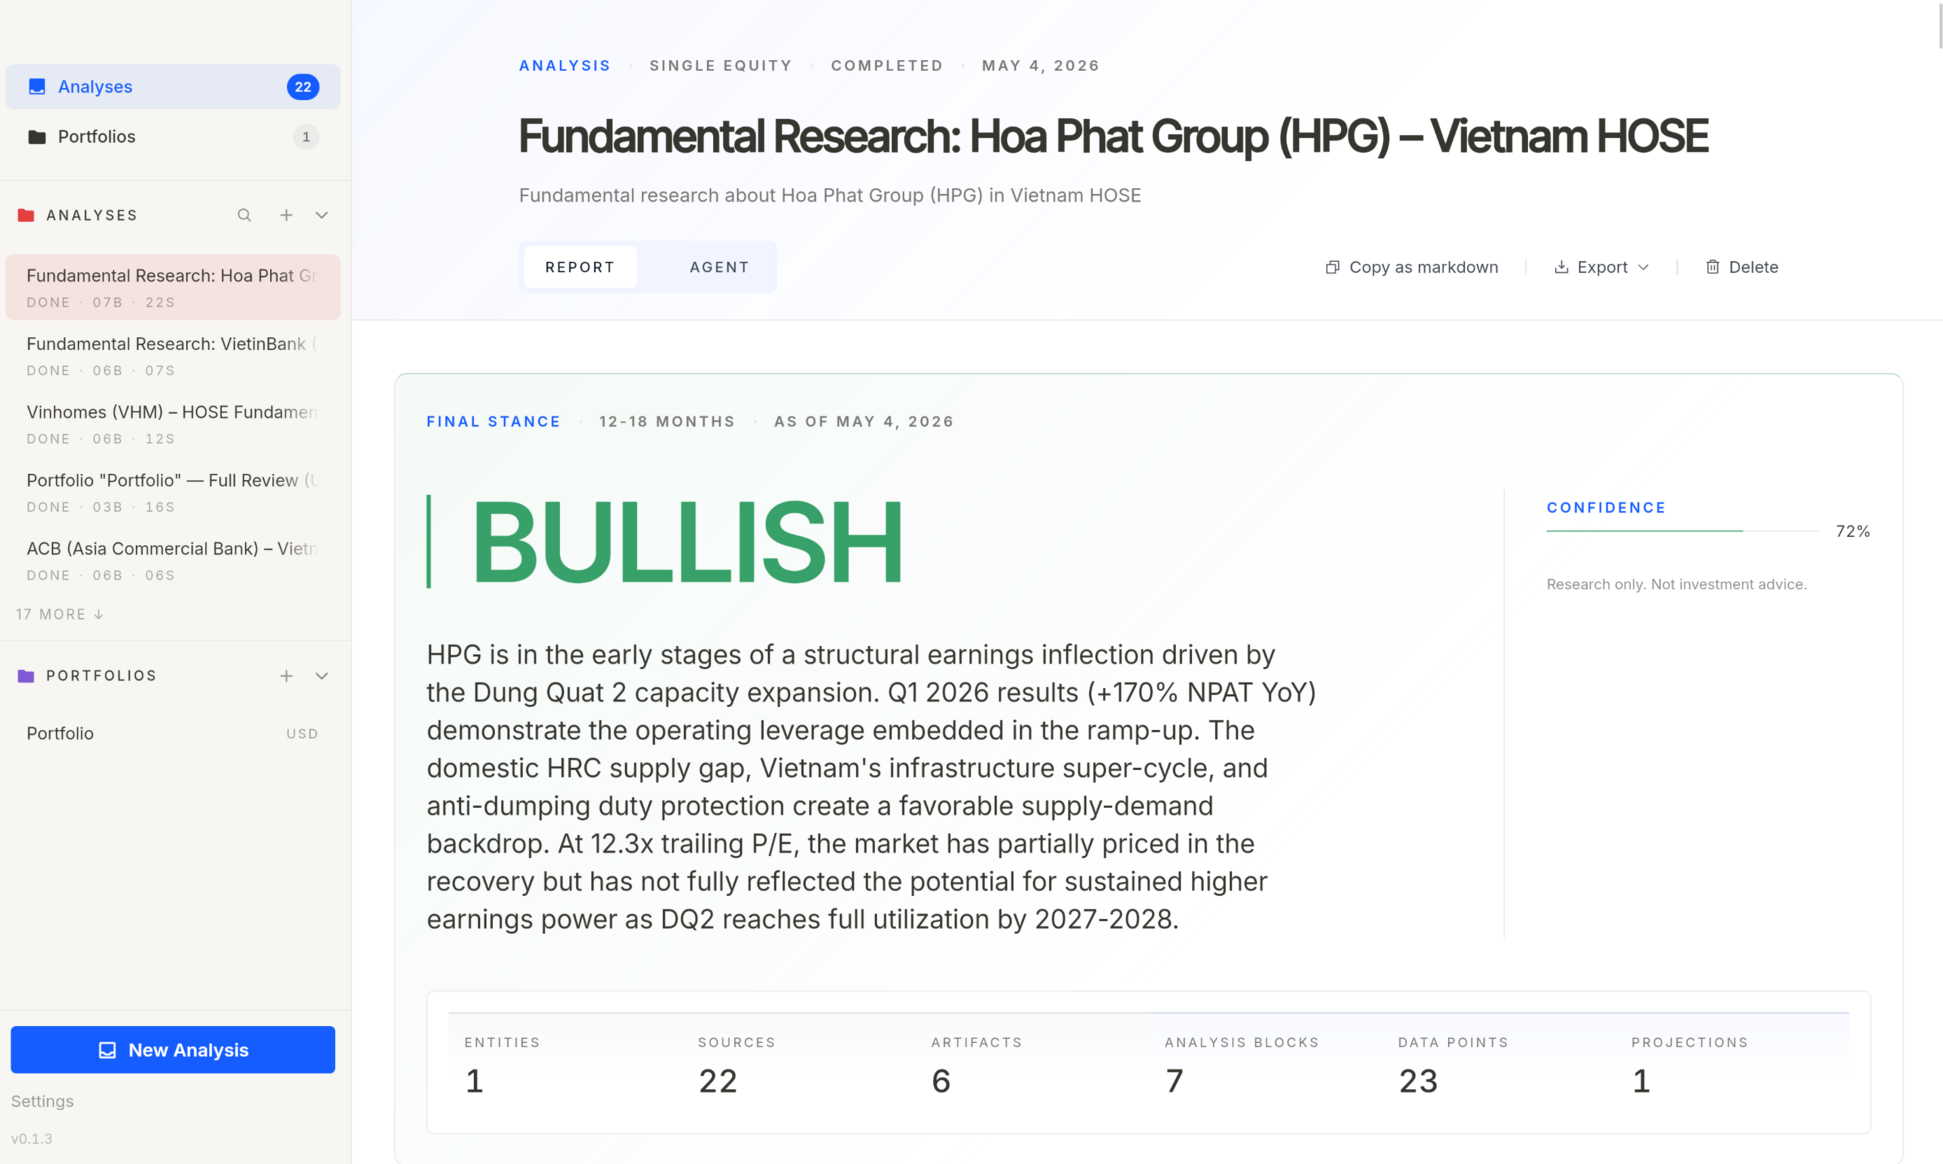 Analyses 22
Portfolios 1
ANALYSES
Fundamental Research: Hoa Phat Gr
DONE · 07B · 22S
Fundamental Research: VietinBank (
DONE · 06B · 07S
Vinhomes (VHM) – HOSE Fundamen
DONE · 06B · 12S
Portfolio "Portfolio" — Full Review (U
DONE · 03B · 16S
ACB (Asia Commercial Bank) – Vietn
DONE · 06B · 06S
17 MORE ↓
PORTFOLIOS
Portfolio USD
New Analysis
Settings
v0.1.3
ANALYSIS · SINGLE EQUITY · COMPLETED · MAY 4, 2026
Fundamental Research: Hoa Phat Group (HPG) – Vietnam HOSE
Fundamental research about Hoa Phat Group (HPG) in Vietnam HOSE
REPORT AGENT
Copy as markdown Export Delete
FINAL STANCE · 12-18 MONTHS · AS OF MAY 4, 2026
BULLISH
HPG is in the early stages of a structural earnings inflection driven by
the Dung Quat 2 capacity expansion. Q1 2026 results (+170% NPAT YoY)
demonstrate the operating leverage embedded in the ramp-up. The
domestic HRC supply gap, Vietnam's infrastructure super-cycle, and
anti-dumping duty protection create a favorable supply-demand
backdrop. At 12.3x trailing P/E, the market has partially priced in the
recovery but has not fully reflected the potential for sustained higher
earnings power as DQ2 reaches full utilization by 2027-2028.
CONFIDENCE
72%
Research only. Not investment advice.
ENTITIES SOURCES ARTIFACTS ANALYSIS BLOCKS DATA POINTS PROJECTIONS
1 22 6 7 23 1